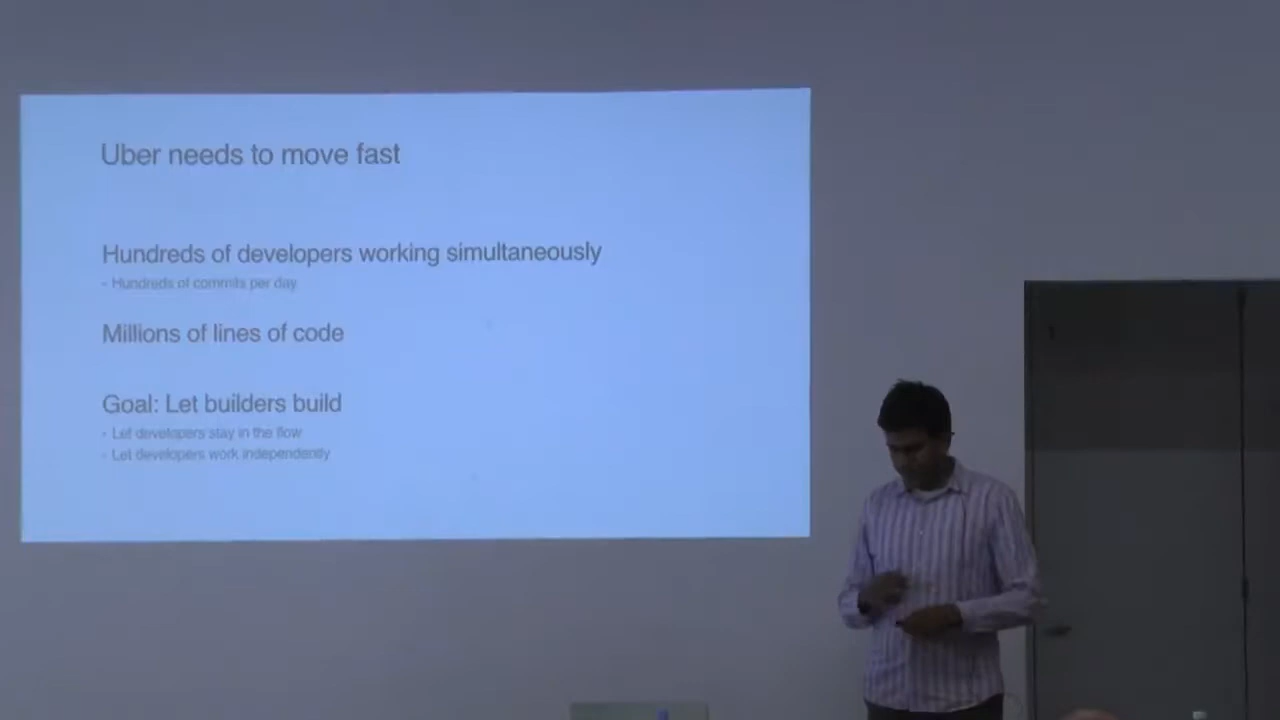 Uber needs to move fast
Hundreds of developers working simultaneously
- Hundreds of commits per day
Millions of lines of code
Goal: Let builders build
- Let developers stay in the flow
- Let developers work independently